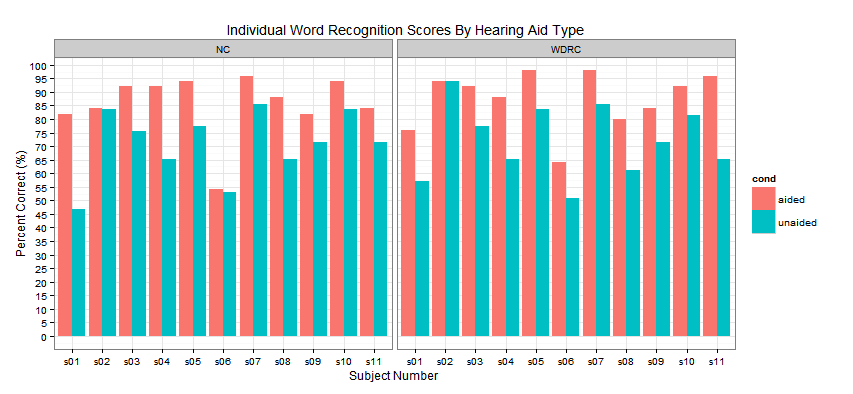 Individual Word Recognition Scores By Hearing Aid Type
NC
WDRC
100
95
90
85
80
75
70
65
60
55
50
45
40
35
30
25
20
15
10
5
0
Percent Correct (%)
s01 s02 s03 s04 s05 s06 s07 s08 s09 s10 s11
s01 s02 s03 s04 s05 s06 s07 s08 s09 s10 s11
Subject Number
cond
aided
unaided